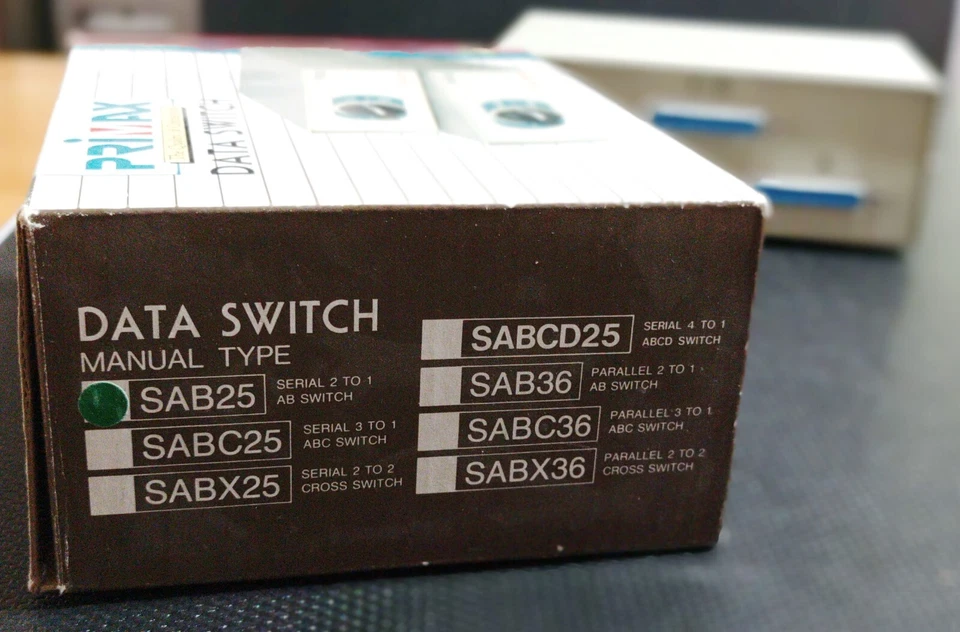 PRIMAX
DATA SWITCH
DATA SWITCH
MANUAL TYPE
SAB25
SERIAL 2 TO 1
AB SWITCH
SABC25
SERIAL 3 TO 1
ABC SWITCH
SABX25
SERIAL 2 TO 2
CROSS SWITCH
SABCD25
SERIAL 4 TO 1
ABCD SWITCH
SAB36
PARALLEL 2 TO 1
AB SWITCH
SABC36
PARALLEL 3 TO 1
ABC SWITCH
SABX36
PARALLEL 2 TO 2
CROSS SWITCH